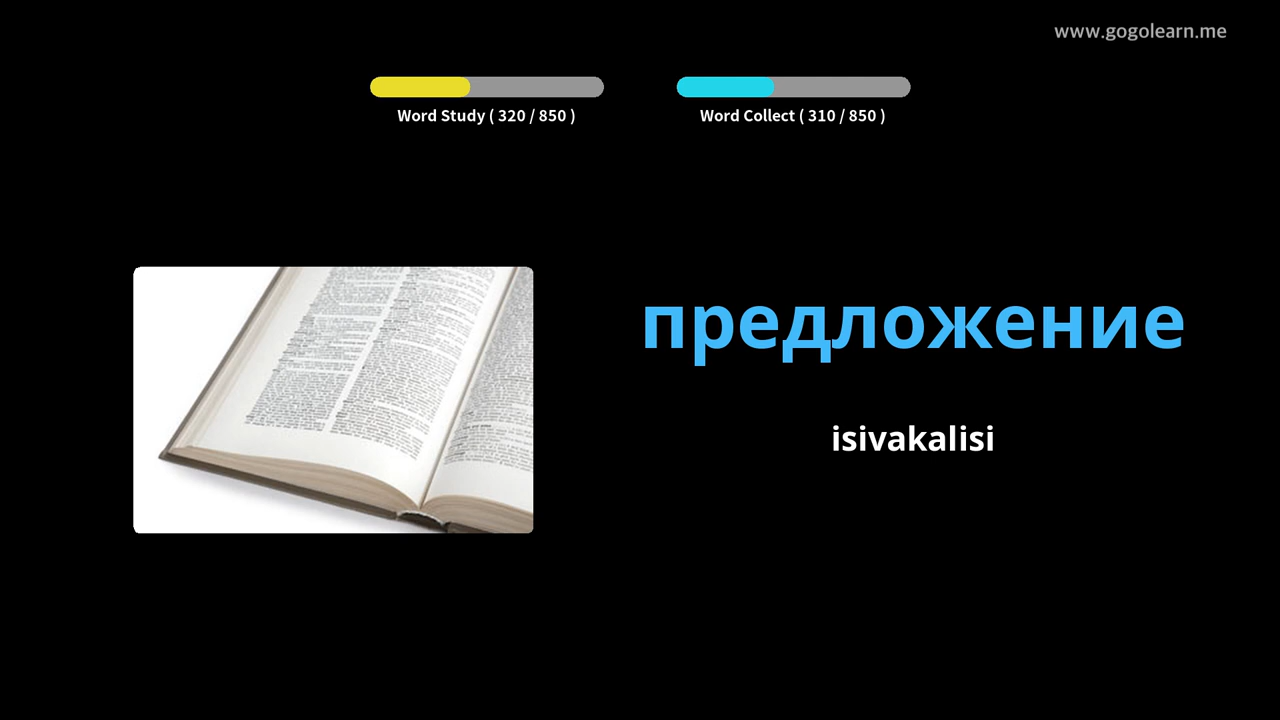 www.gogolearn.me
Word Study ( 320 / 850 )
Word Collect ( 310 / 850 )
предложение
isivakalisi